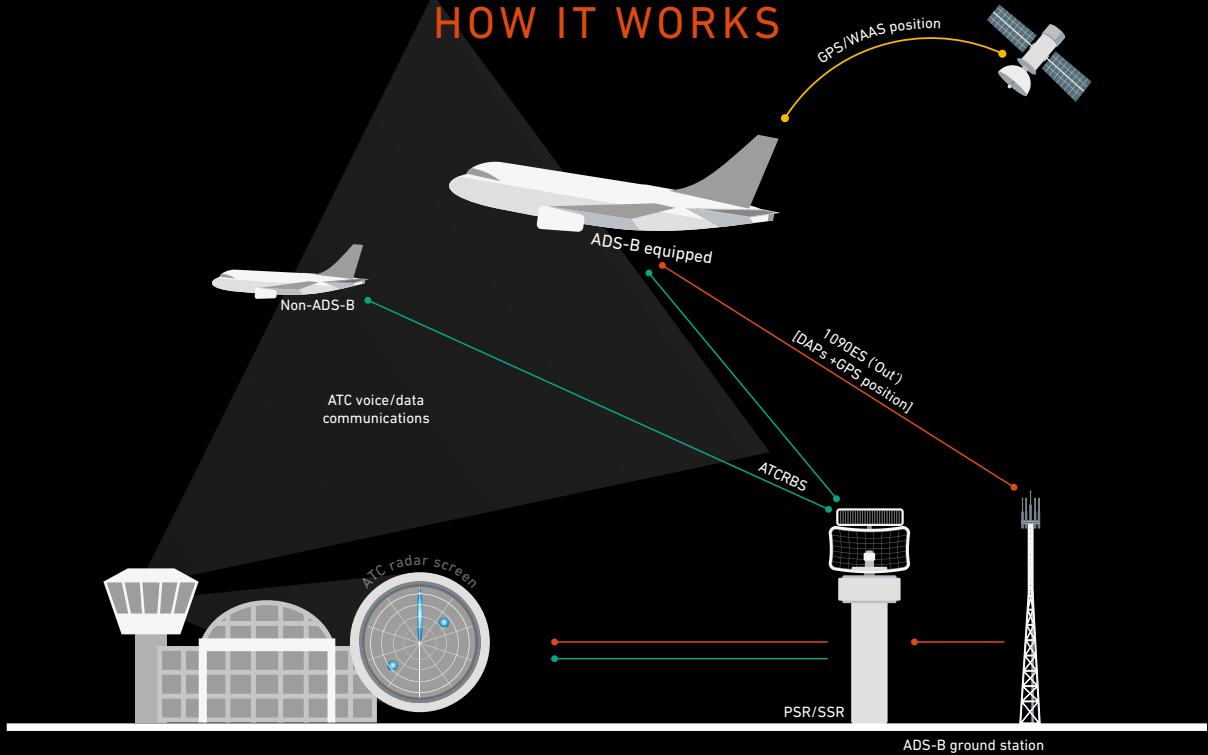 HOW IT WORKS
GPS/WAAS position
ADS-B equipped
Non-ADS-B
1090ES ('Out')
[DAPs +GPS position]
ATC voice/data
communications
ATCRBS
ATC radar screen
PSR/SSR
ADS-B ground station